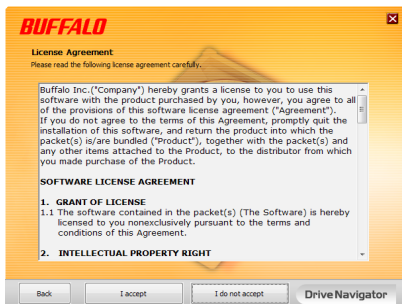 BUFFALO
License Agreement
Please read the following license agreement carefully.
Buffalo Inc.("Company") hereby grants a license to you to use this
software with the product purchased by you, however, you agree to all
of the provisions of this software license agreement ("Agreement").
If you do not agree to the terms of this Agreement, promptly quit the
installation of this software, and return the product into which the
packet(s) is/are bundled ("Product"), together with the packet(s) and
any other items attached to the Product, to the distributor from which
you made purchase of the Product.
SOFTWARE LICENSE AGREEMENT
1. GRANT OF LICENSE
1.1 The software contained in the packet(s) (The Software) is hereby
licensed to you nonexclusively pursuant to the terms and
conditions of this Agreement.
2. INTELLECTUAL PROPERTY RIGHT
Back
I accept
I do not accept
DriveNavigator